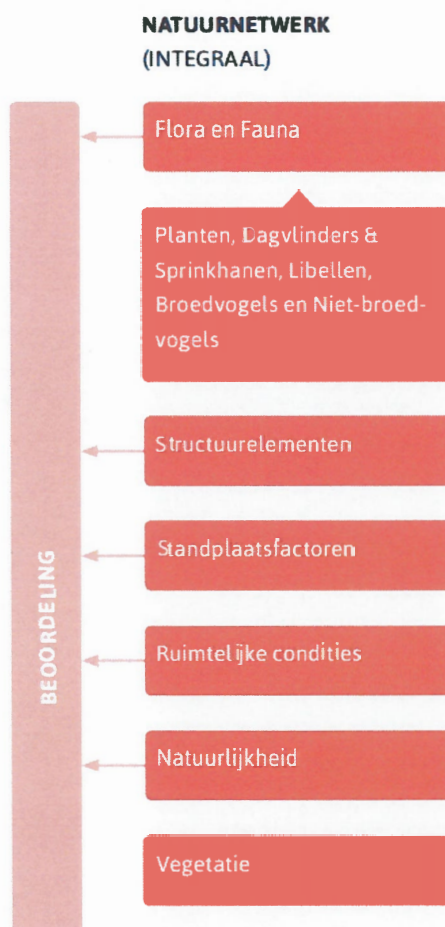 NATUURNETWERK
(INTEGRAAL)
Flora en Fauna
Planten, Dagvlinders &
Sprinkhanen, Libellen,
Broedvogels en Niet-broed-
vogels
Structuurelementen
Standplaatsfactoren
Ruimtelijke condities
Natuurlijkheid
Vegetatie
BEOORDELING